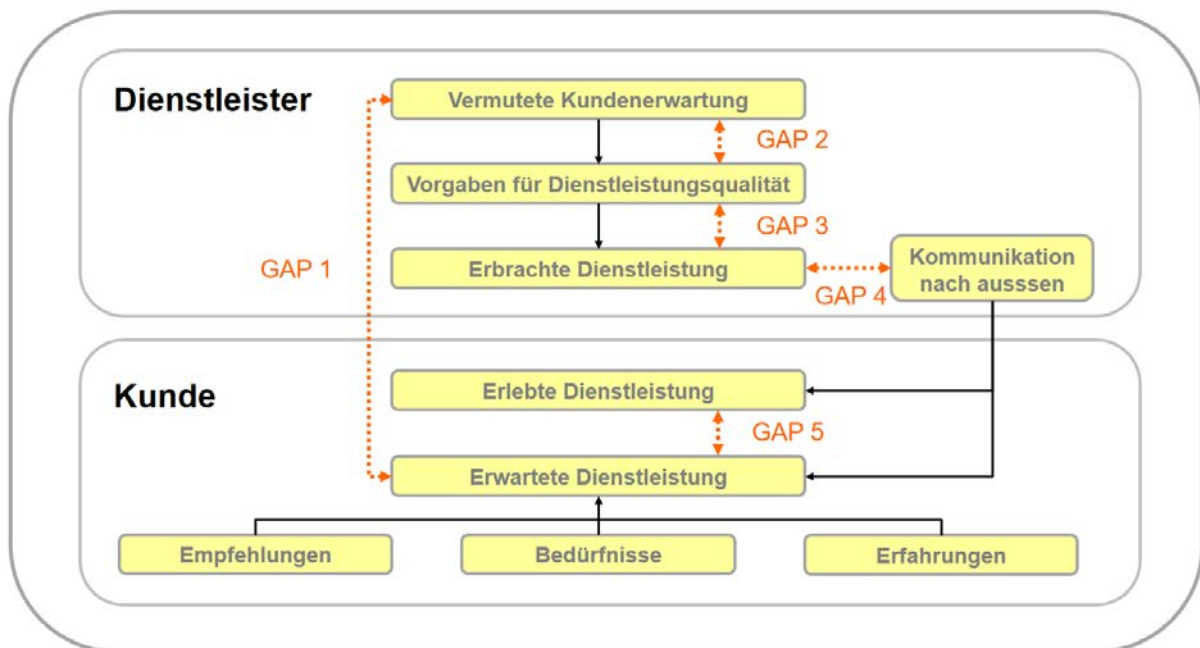 Dienstleister
Vermutete Kundenerwartung
GAP 2
Vorgaben für Dienstleistungsqualität
GAP 3
GAP 1
Erbrachte Dienstleistung
GAP 4
Kommunikation
nach ausssen
Kunde
Erlebte Dienstleistung
GAP 5
Erwartete Dienstleistung
Empfehlungen
Bedürfnisse
Erfahrungen